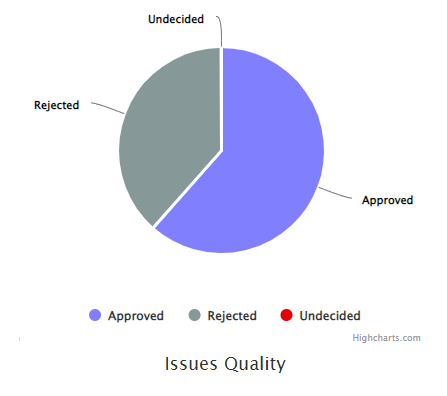 Undecided
Rejected
Approved
Approved Rejected Undecided
Highcharts.com
Issues Quality